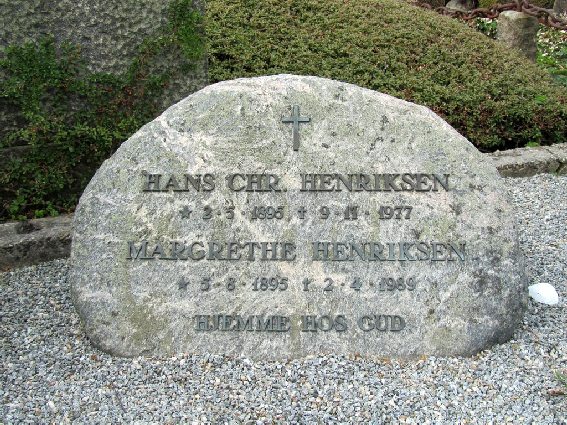 HANS CHR. HENRIKSEN
★ 2 - 5 - 1895 † 9 - 11 - 1977
MARGRETHE HENRIKSEN
★ 5 - 8 - 1895 † 2 - 4 - 1989
HJEMME HOS GUD